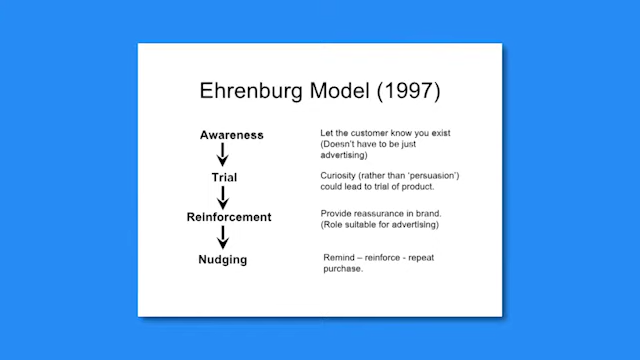 Ehrenburg Model (1997)
Awareness
Let the customer know you exist
(Doesn't have to be just
advertising)
Trial
Curiosity (rather than 'persuasion')
could lead to trial of product.
Reinforcement
Provide reassurance in brand.
(Role suitable for advertising)
Nudging
Remind – reinforce - repeat
purchase.